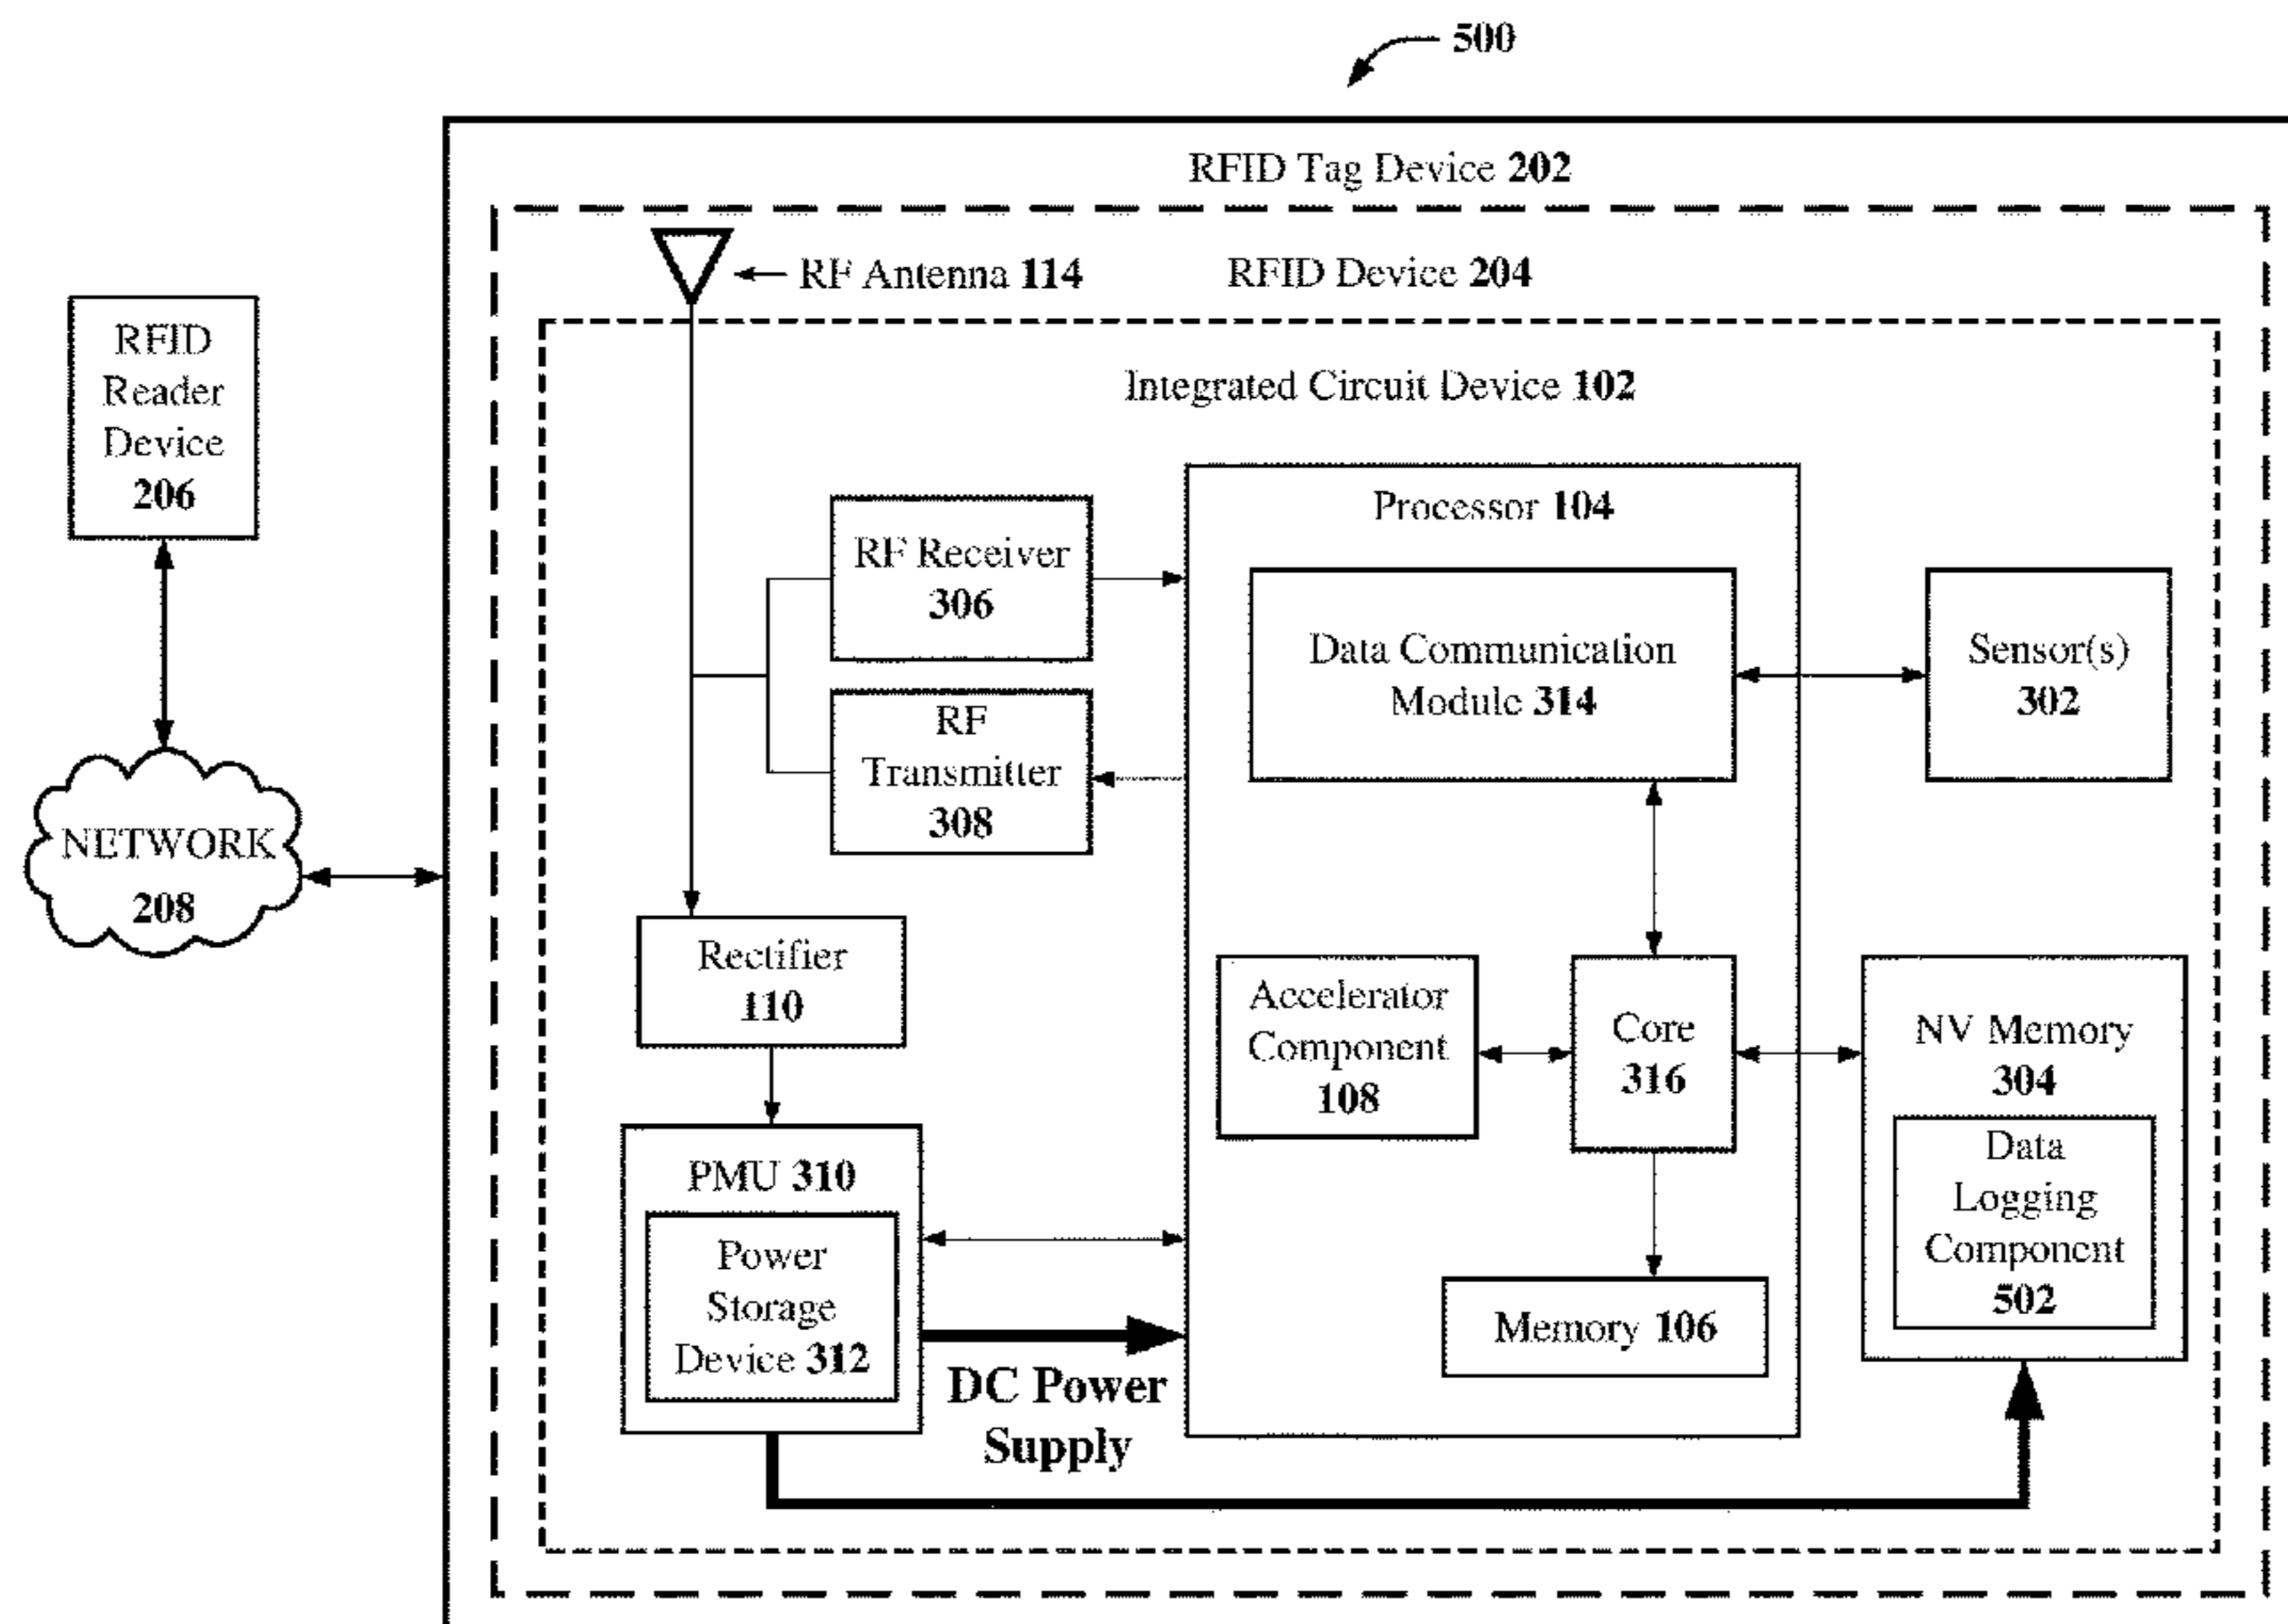 500
RFID Tag Device 202
RF Antenna 114
RFID Device 204
RFID
Reader
Device
206
Integrated Circuit Device 102
Processor 104
RF Receiver
306
Data Communication
Module 314
Sensor(s)
302
RF
Transmitter
308
NETWORK
208
Rectifier
110
Accelerator
Component
108
Core
316
NV Memory
304
Data
Logging
Component
502
PMU 310
Power
Storage
Device 312
DC Power
Supply
Memory 106